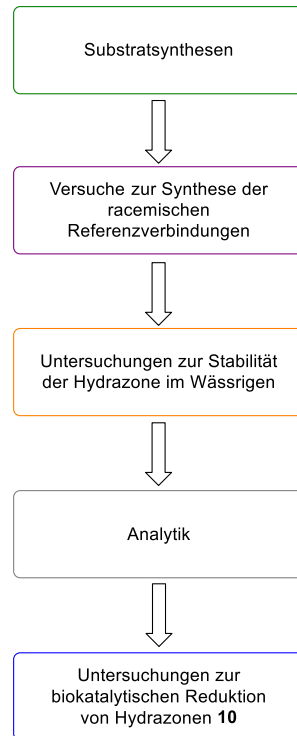 Substratsynthesen
Versuche zur Synthese der
racemischen
Referenzverbindungen
Untersuchungen zur Stabilität
der Hydrazone im Wässrigen
Analytik
Untersuchungen zur
biokatalytischen Reduktion
von Hydrazonen 10